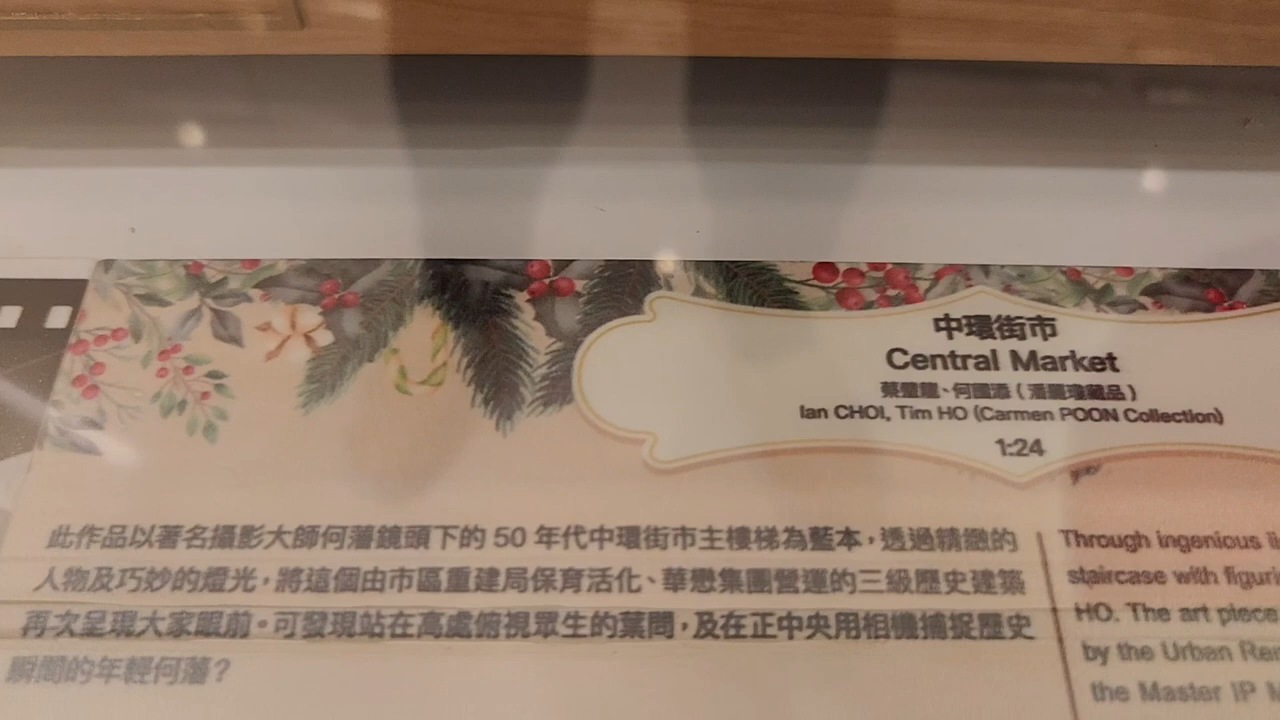 中環街市
Central Market
蔡璧龍、何國添（潘麗瓊藏品）
Ian CHOI, Tim HO (Carmen POON Collection)
1:24
此作品以著名攝影大師何藩鏡頭下的 50 年代中環街市主樓梯為藍本，透過精緻的
人物及巧妙的燈光，將這個由市區重建局保育活化、華懋集團營運的三級歷史建築
再次呈現大家眼前。可發現站在高處俯視眾生的葉問，及在正中央用相機捕捉歷史
瞬間的年輕何藩？
Through ingenious
staircase with figuri
HO. The art piece
by the Urban Ren
the Master IP M